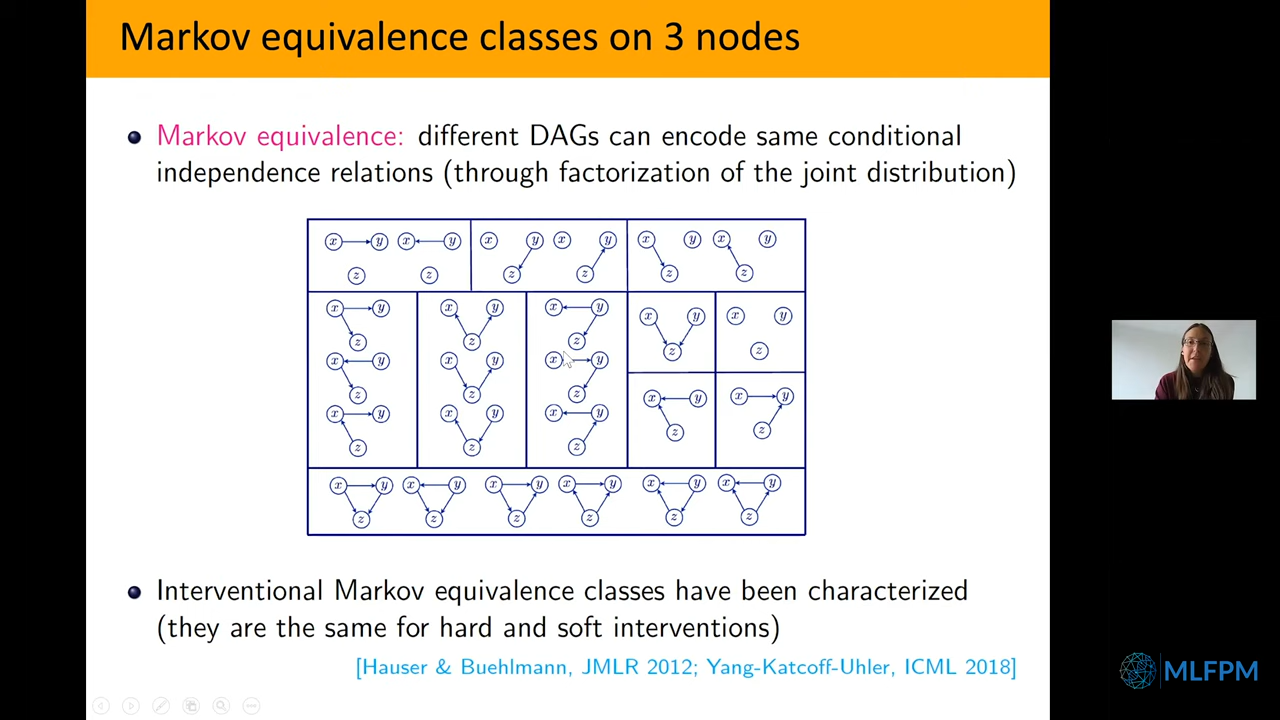 Markov equivalence classes on 3 nodes
Markov equivalence: different DAGs can encode same conditional
independence relations (through factorization of the joint distribution)
x y x y x y x y x y x y
z z z z z z
x y x y x y x y x y
z z z z z
x y x y x y
z z z
x y x y x y x y x y
z z z z z
x y x y x y x y x y x y
z z z z z z
Interventional Markov equivalence classes have been characterized
(they are the same for hard and soft interventions)
[Hauser & Buehlmann, JMLR 2012; Yang-Katcoff-Uhler, ICML 2018]
MLFPM